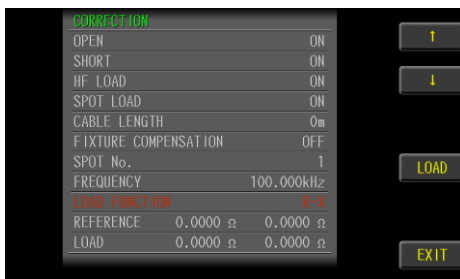 CORRECTION
OPEN ON
SHORT ON
HF LOAD ON
SPOT LOAD ON
CABLE LENGTH 0m
FIXTURE COMPENSATION OFF
SPOT No. 1
FREQUENCY 100.000kHz
LOAD FUNCTION R-X
REFERENCE 0.0000 Ω 0.0000 Ω
LOAD 0.0000 Ω 0.0000 Ω
↑
↓
LOAD
EXIT